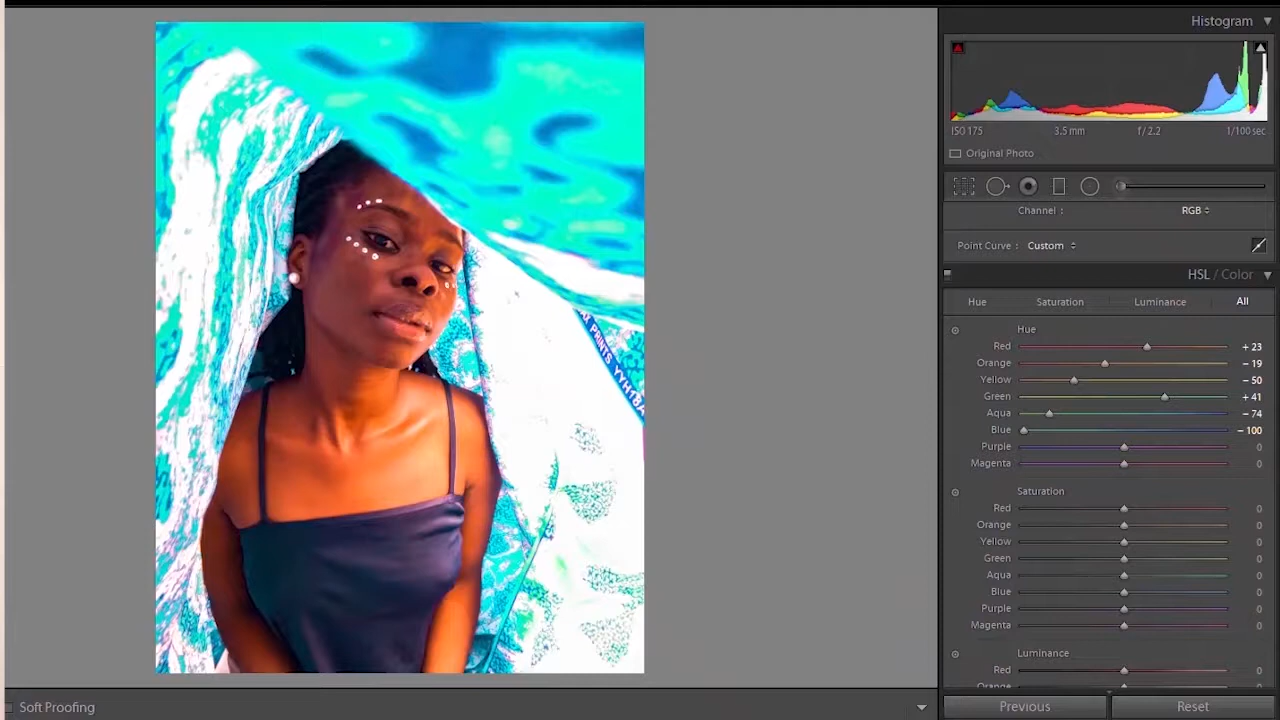 Histogram
ISO 175 3.5 mm f / 2.2 1/100 sec
Original Photo
Channel : RGB
Point Curve : Custom
HSL / Color
Hue Saturation Luminance All
Hue
Red + 23
Orange − 19
Yellow − 50
Green + 41
Aqua − 74
Blue − 100
Purple 0
Magenta 0
Saturation
Red 0
Orange 0
Yellow 0
Green 0
Aqua 0
Blue 0
Purple 0
Magenta 0
Luminance
Red 0
Orange
PRINTS
Soft Proofing
Previous Reset